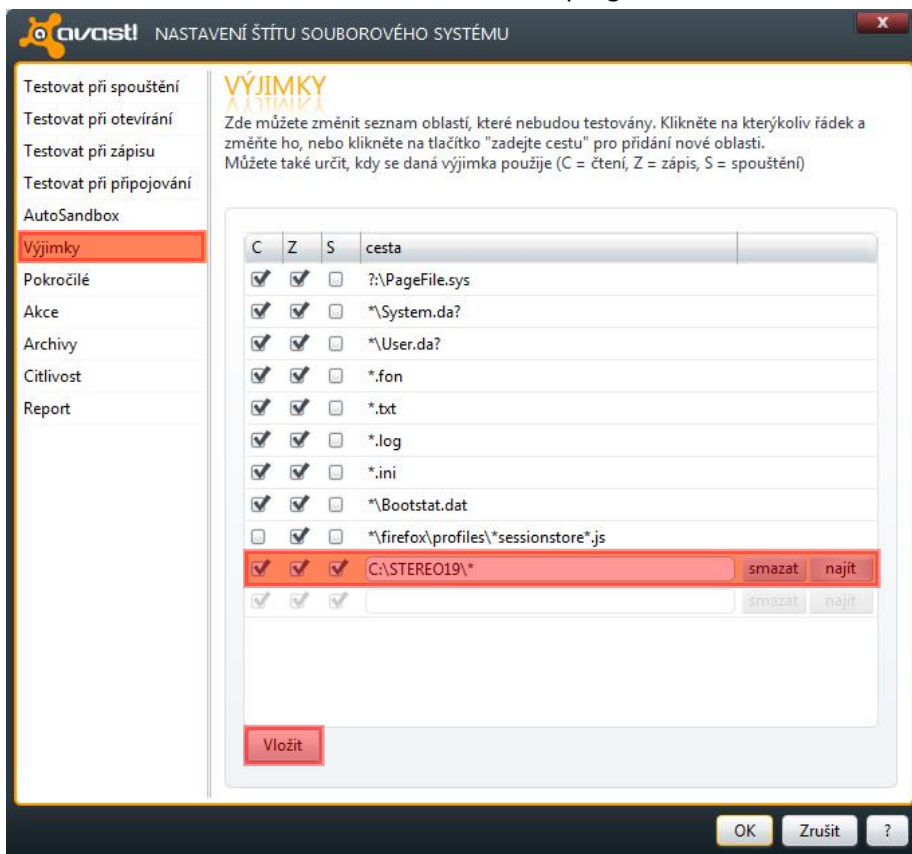 avast! NASTAVENÍ ŠTÍTU SOUBOROVÉHO SYSTÉMU
x
Testovat při spouštění
Testovat při otevírání
Testovat při zápisu
Testovat při připojování
AutoSandbox
Výjimky
Pokročilé
Akce
Archivy
Citlivost
Report
VÝJIMKY
Zde můžete změnit seznam oblastí, které nebudou testovány. Klikněte na kterýkoliv řádek a
změňte ho, nebo klikněte na tlačítko "zadejte cestu" pro přidání nové oblasti.
Můžete také určit, kdy se daná výjimka použije (C = čtení, Z = zápis, S = spouštění)
C Z S cesta
?:\PageFile.sys
*\System.da?
*\User.da?
*.fon
*.txt
*.log
*.ini
*\Bootstat.dat
*\firefox\profiles\*sessionstore*.js
C:\STEREO19\* smazat najít
smazat najít
Vložit
OK Zrušit ?